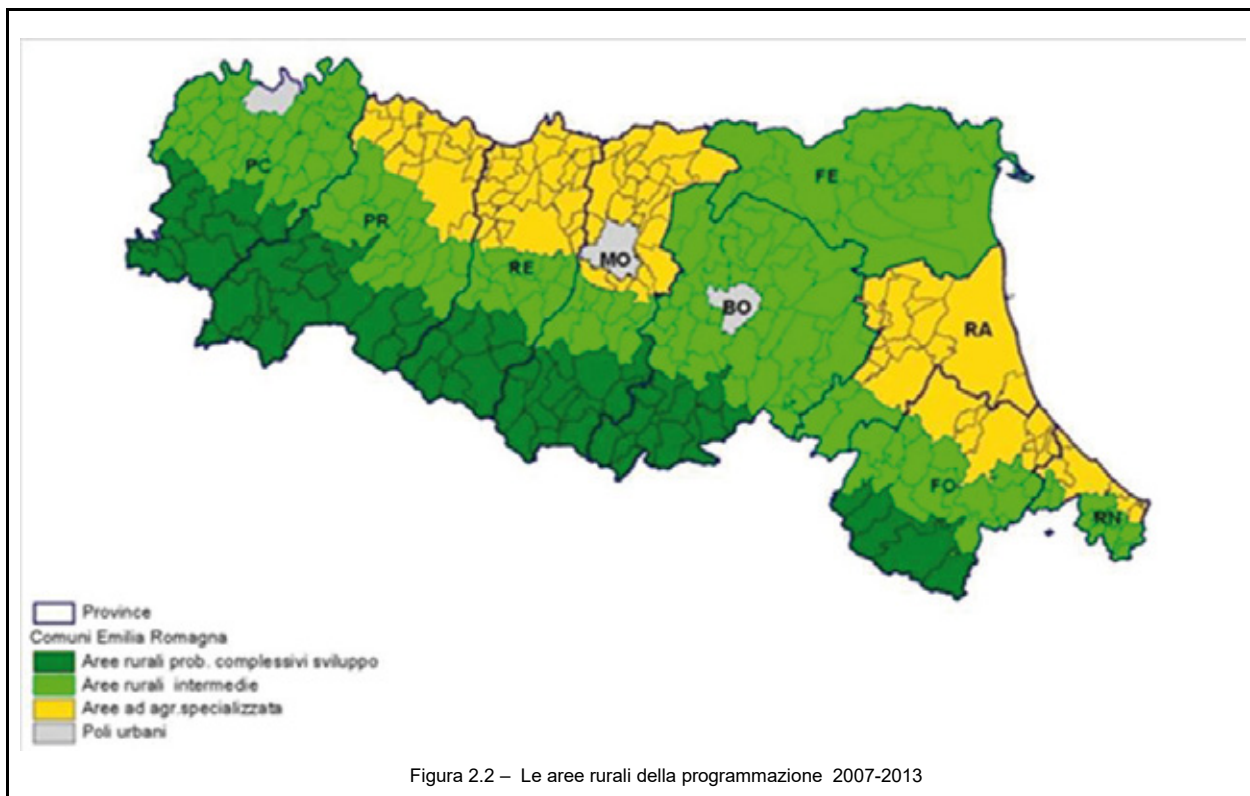 PC
PR
RE
MO
BO
FE
RA
FO
RN
Province
Comuni Emilia Romagna
Aree rurali prob. complessivi sviluppo
Aree rurali intermedie
Aree ad agr.specializzata
Poli urbani
Figura 2.2 – Le aree rurali della programmazione 2007-2013